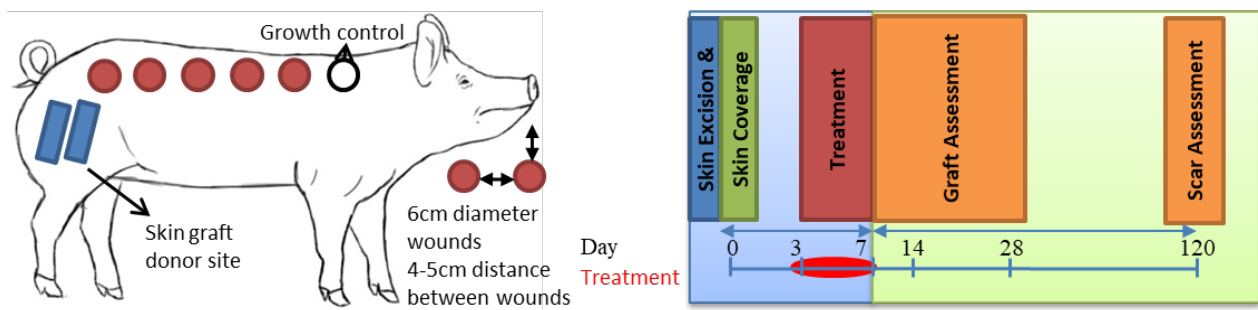 Growth control
Skin graft
donor site
6cm diameter
wounds
4-5cm distance
between wounds
Skin Excision &
Skin Coverage
Treatment
Graft Assessment
Scar Assessment
Day
0 3 7 14 28 120
Treatment